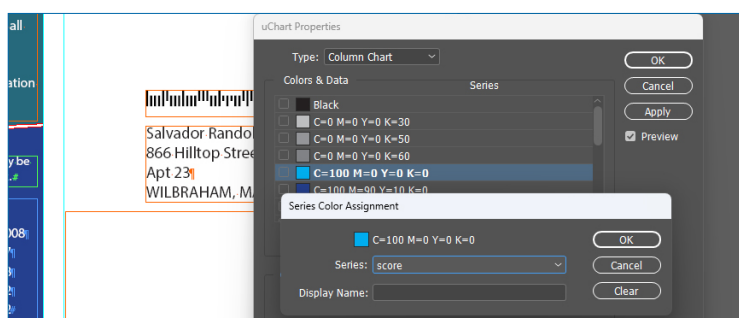 all
ation
y be
.#
008
uChart Properties
Type: Column Chart
Colors & Data
Series
Black
C=0 M=0 Y=0 K=30
C=0 M=0 Y=0 K=50
C=0 M=0 Y=0 K=60
C=100 M=0 Y=0 K=0
C=100 M=90 Y=10 K=0
OK
Cancel
Apply
Preview
Salvador Rando
866 Hilltop Stree
Apt 23¶
WILBRAHAM, M
Series Color Assignment
C=100 M=0 Y=0 K=0
Series: score
Display Name:
OK
Cancel
Clear